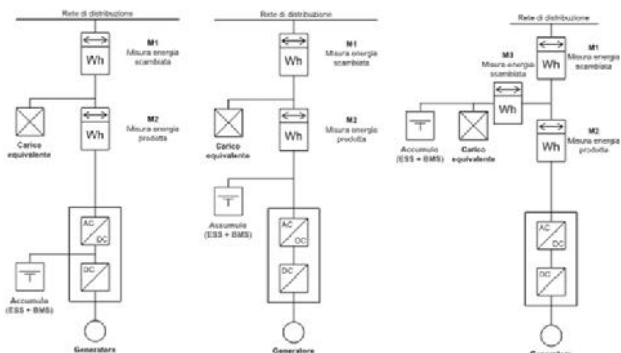 Rete di distribuzione
M1
Misura energia
scambiata
Wh
Carico
equivalente
Wh
M2
Misura energia
prodotta
AC
DC
DC
Accumulo
(ESS + BMS)
Generatore
Rete di distribuzione
M1
Misura energia
scambiata
Wh
Carico
equivalente
Wh
Misura energia
prodotta
Accumulo
(ESS + BMS)
AC
DC
DC
Generatore
Rete di distribuzione
M1
Misura energia
scambiata
Wh
M3
Misura energia
scambiata
Wh
Accumulo
(ESS + BMS)
Carico
equivalente
M2
Misura energia
prodotta
Wh
AC
DC
DC